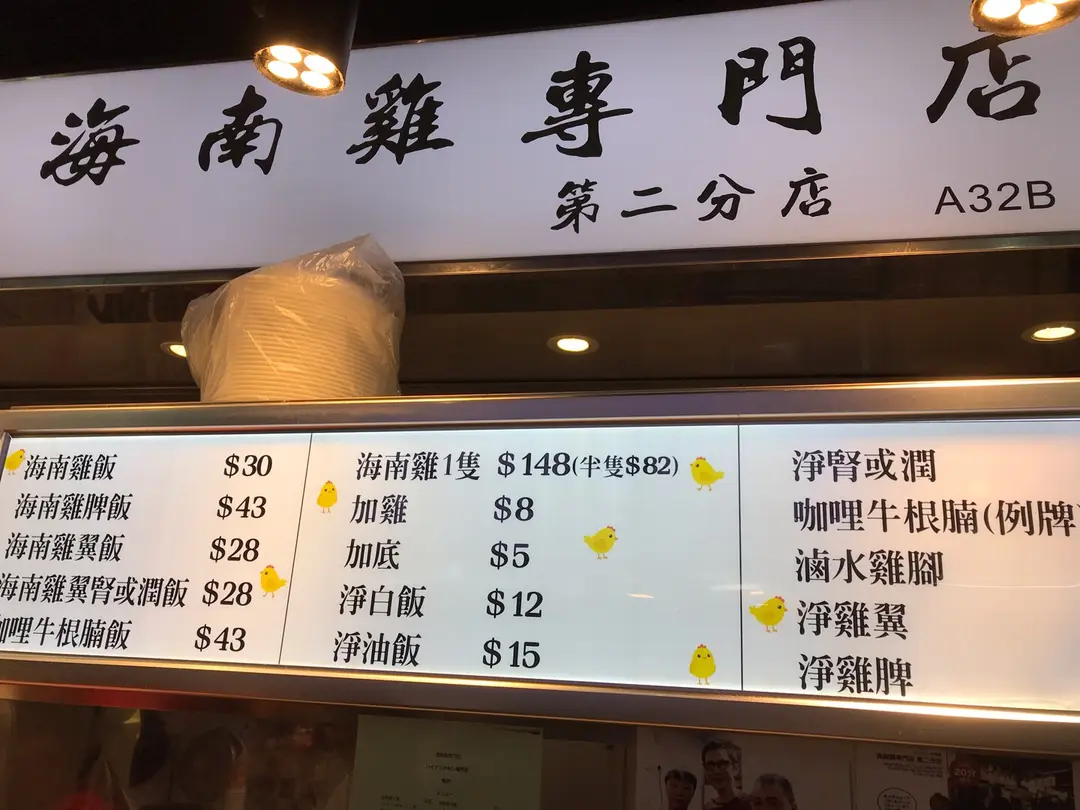 海南雞專門店
第二分店 A32B
海南雞飯 $30
海南雞脾飯 $43
海南雞翼飯 $28
海南雞翼腎或潤飯 $28
咖哩牛根腩飯 $43
海南雞1隻 $148(半隻$82)
加雞 $8
加底 $5
淨白飯 $12
淨油飯 $15
淨腎或潤
咖哩牛根腩(例牌)
滷水雞腳
淨雞翼
淨雞脾